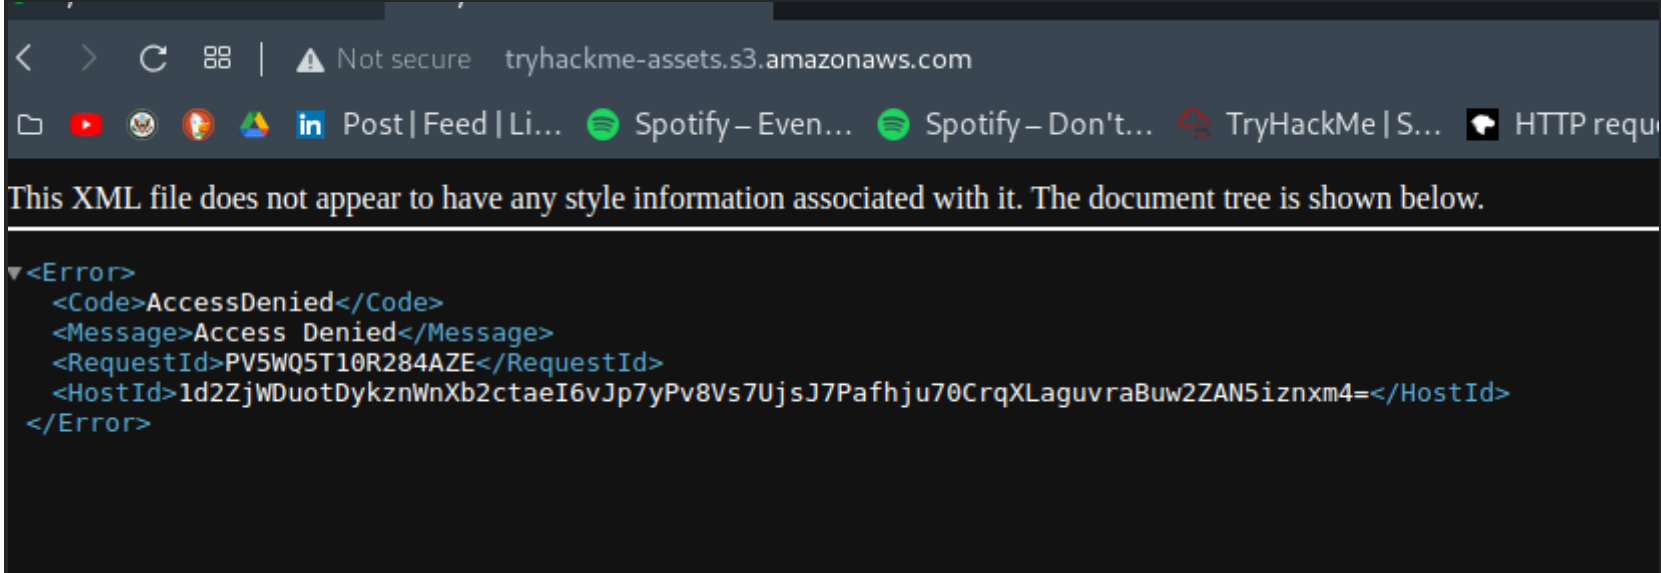 Not secure tryhackme-assets.s3.amazonaws.com
in Post | Feed | Li... Spotify – Even... Spotify – Don't... TryHackMe | S... HTTP requ
This XML file does not appear to have any style information associated with it. The document tree is shown below.
▼<Error>
<Code>AccessDenied</Code>
<Message>Access Denied</Message>
<RequestId>PV5WQ5T10R284AZE</RequestId>
<HostId>1d2ZjWDuotDykznWnXb2ctaeI6vJp7yPv8Vs7UjsJ7Pafhju70CrqXLaguvraBuw2ZAN5iznxm4=</HostId>
</Error>